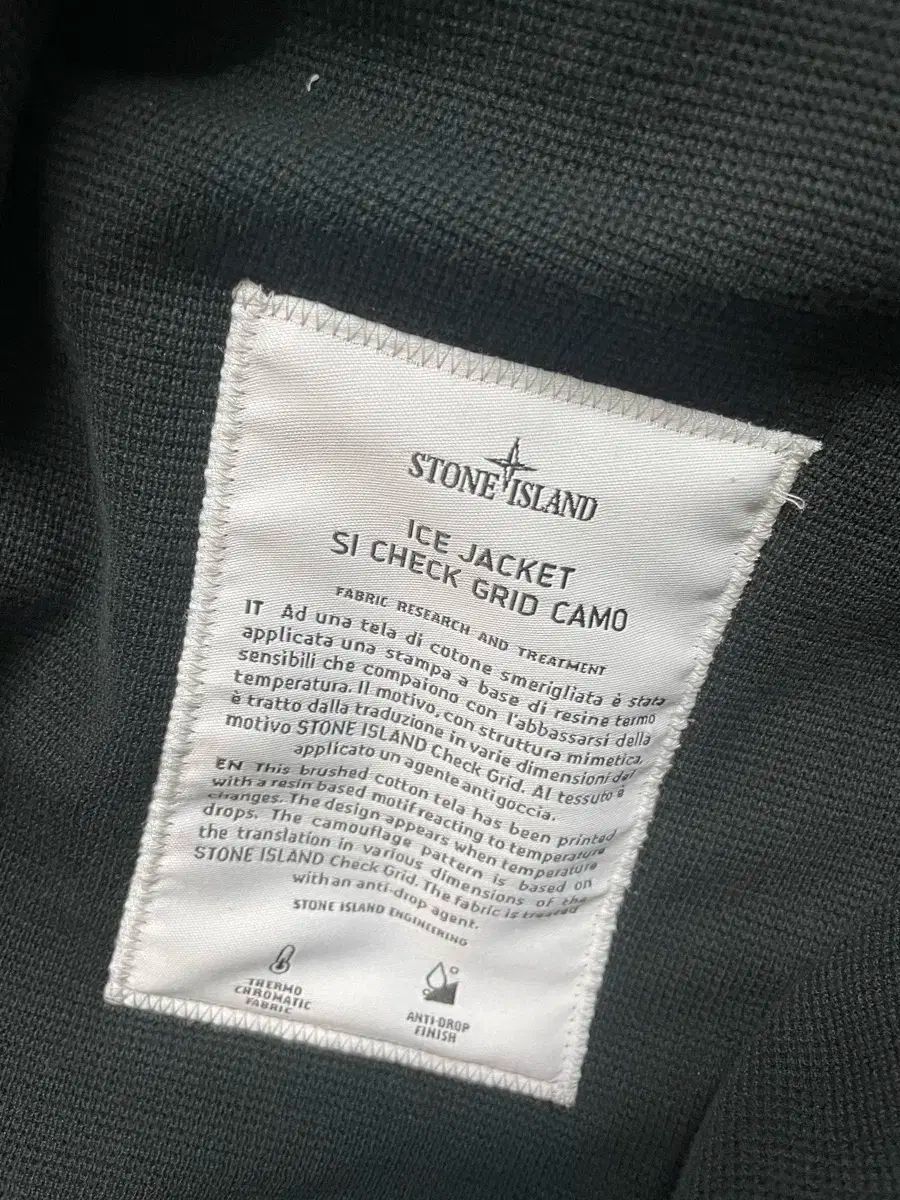 STONE ISLAND
ICE JACKET
SI CHECK GRID CAMO
FABRIC RESEARCH AND TREATMENT
IT Ad una tela di cotone smerigliata è stata
applicata una stampa a base di resine termo
sensibili che compaiono con l'abbassarsi della
temperatura. Il motivo, con struttura mimetica,
è tratto dalla traduzione in varie dimensioni del
motivo STONE ISLAND Check Grid. Al tessuto è
applicato un agente antigoccia.
EN This brushed cotton tela has been printed
with a resin based motif reacting to temperature
changes. The design appears when temperature
drops. The camouflage pattern is based on
the translation in various dimensions of the
STONE ISLAND Check Grid. The fabric is treated
with an anti-drop agent.
STONE ISLAND ENGINEERING
THERMO
CHROMATIC
FABRIC
ANTI-DROP
FINISH